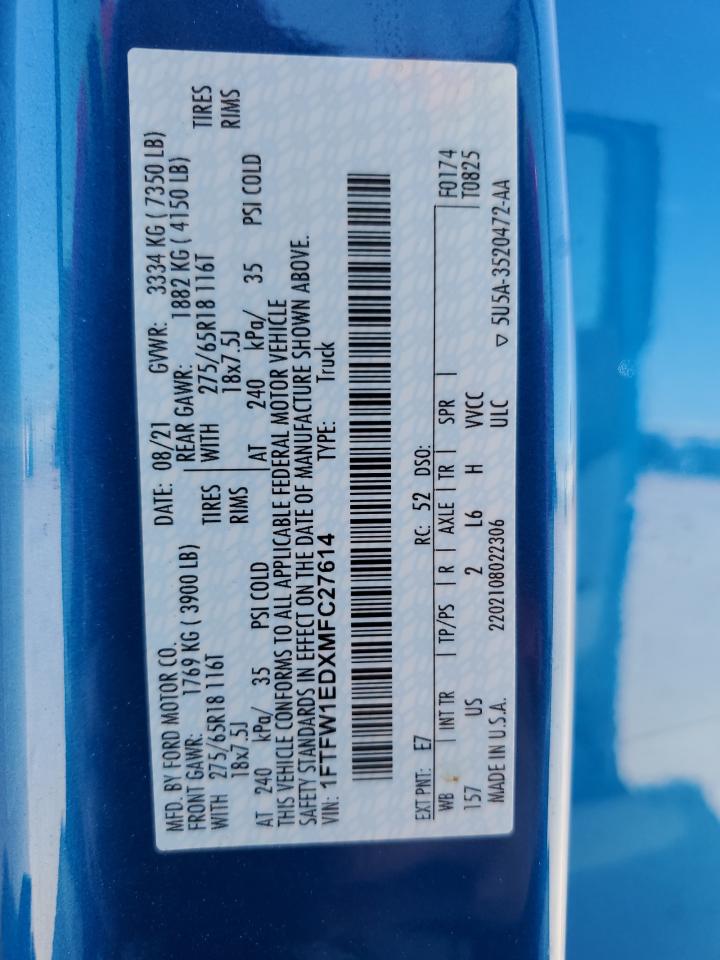 MFD. BY FORD MOTOR CO. DATE: 08/21 GVWR: 3334 KG ( 7350 LB)
FRONT GAWR: 1769 KG ( 3900 LB) REAR GAWR: 1882 KG ( 4150 LB)
WITH 275/65R18 116T TIRES WITH 275/65R18 116T TIRES
18x7.5J RIMS 18x7.5J RIMS
AT 240 kPa/ 35 PSI COLD AT 240 kPa/ 35 PSI COLD
THIS VEHICLE CONFORMS TO ALL APPLICABLE FEDERAL MOTOR VEHICLE
SAFETY STANDARDS IN EFFECT ON THE DATE OF MANUFACTURE SHOWN ABOVE.
VIN: 1FTFW1EDXMFC27614 TYPE: Truck
EXT PNT: E7 RC: 52 DSO: F0174
WB INT TR TP/PS R AXLE TR SPR T0825
157 US 2 L6 H VVCC
MADE IN U.S.A. 2202108022306 ULC ▽ 5U5A-3520472-AA